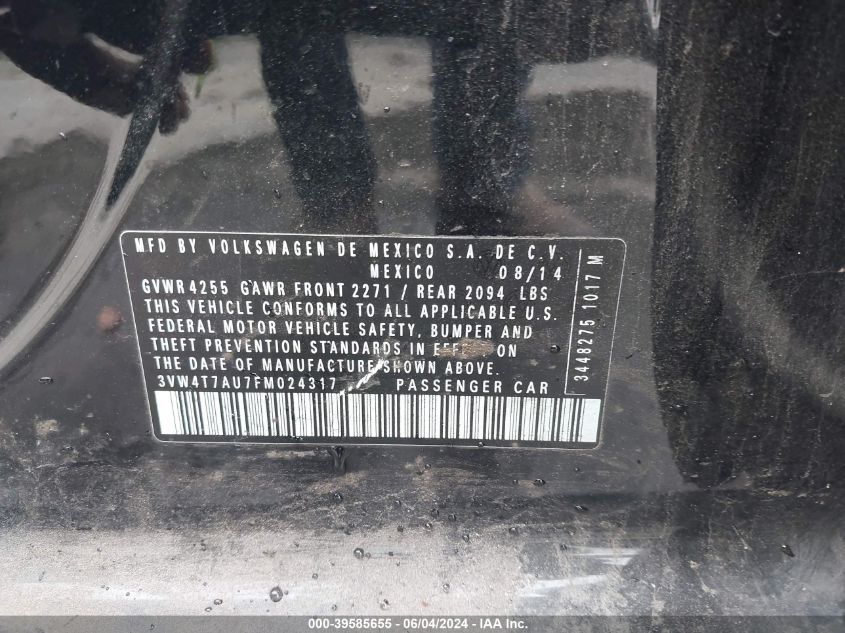 MFD BY VOLKSWAGEN DE MEXICO S.A. DE C.V.
MEXICO 08/14
GVWR 4255 GAWR FRONT 2271 / REAR 2094 LBS
THIS VEHICLE CONFORMS TO ALL APPLICABLE U.S.
FEDERAL MOTOR VEHICLE SAFETY, BUMPER AND
THEFT PREVENTION STANDARDS IN EFFECT ON
THE DATE OF MANUFACTURE SHOWN ABOVE.
3VW4T7AU7FM024317 PASSENGER CAR
3448275 1017 M
000-39585655 - 06/04/2024 - IAA, Inc.